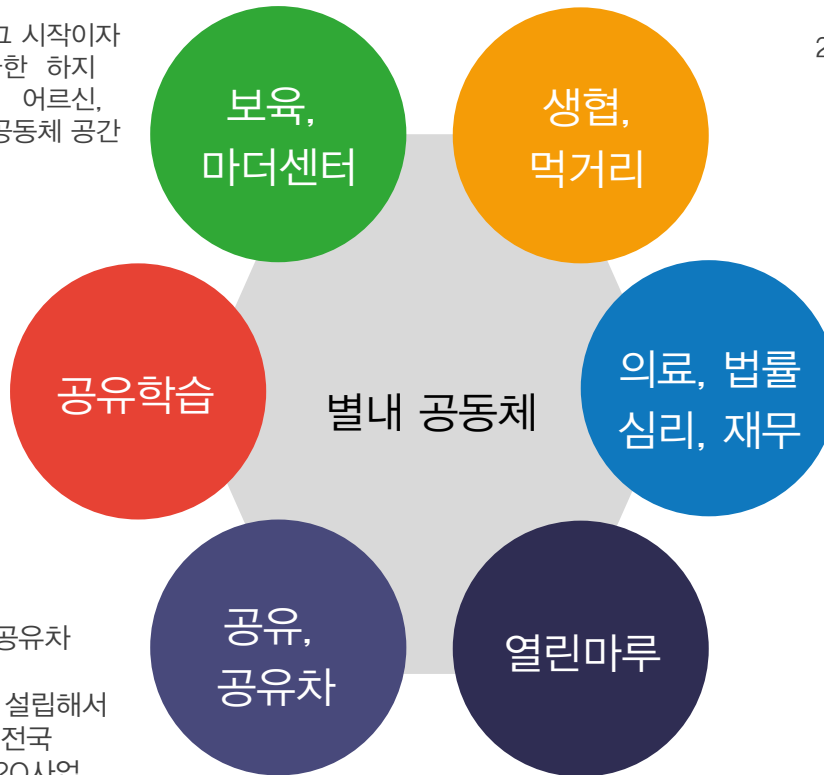 시작이자
하지
어르신,
공동체 공간
2
보육,
마더센터
생협,
먹거리
공유학습
별내 공동체
의료, 법률
심리, 재무
공유,
공유차
열린마루
공유차
설립해서
전국